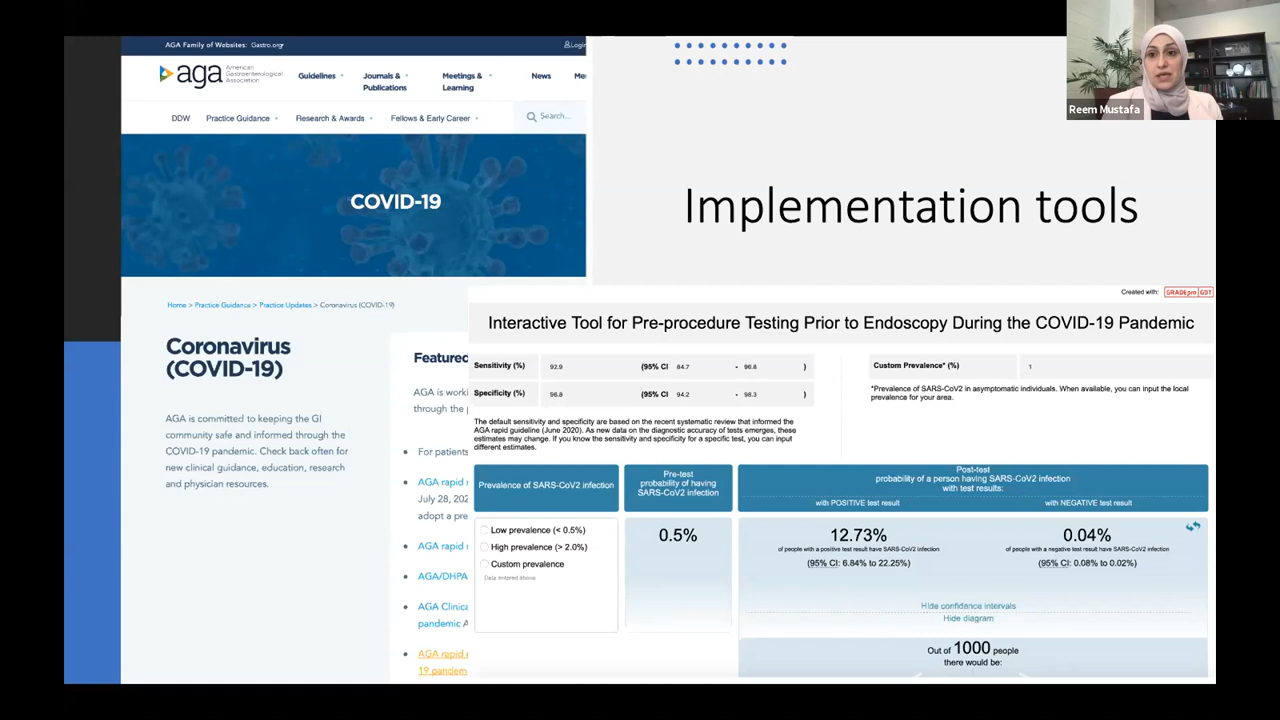 AGA Family of Websites: Gastro.org
Login
aga
American
Gastroenterological
Association
Guidelines
Journals &
Publications
Meetings &
Learning
News
DDW
Practice Guidance
Research & Awards
Fellows & Early Career
Search...
COVID-19
Reem Mustafa
Implementation tools
Home > Practice Guidance > Practice Updates > Coronavirus (COVID-19)
Coronavirus
(COVID-19)
AGA is committed to keeping the GI
community safe and informed through the
COVID-19 pandemic. Check back often for
new clinical guidance, education, research
and physician resources.
Featured
AGA is
through the
For patients
AGA rapid
July 28,
adopt a
AGA rapid
AGA/DHPA
AGA
pandemic
AGA rapid
Created with: GRADEpro|GDT
Interactive Tool for Pre-procedure Testing Prior to Endoscopy During the COVID-19 Pandemic
Sensitivity (%) 92.9 (95% CI 84.7 - 96.8 )
Specificity (%) 96.8 (95% CI 94.2 - 98.3 )
The default sensitivity and specificity are based on the recent systematic review that informed the
AGA rapid guideline (June 2020). As new data on the diagnostic accuracy of tests emerges, these
estimates may change. If you know the sensitivity and specificity for a specific test, you can input
different estimates.
Custom Prevalence* (%) 1
*Prevalence of SARS-CoV2 in asymptomatic individuals. When available, you can input the local
prevalence for your area.
Prevalence of SARS-CoV2 infection
Pre-test
probability of having
SARS-CoV2 infection
Post-test
probability of a person having SARS-CoV2 infection
with test results:
with POSITIVE test result
with NEGATIVE test result
Low prevalence (< 0.5%)
High prevalence (> 2.0%)
Custom prevalence
Data entered above
0.5%
12.73%
of people with a positive test result have SARS-CoV2 infection
(95% CI: 6.84% to 22.25%)
0.04%
of people with a negative test result have SARS-CoV2 infection
(95% CI: 0.08% to 0.02%)
Hide confidence intervals
Hide diagram
Out of 1000 people
there would be: